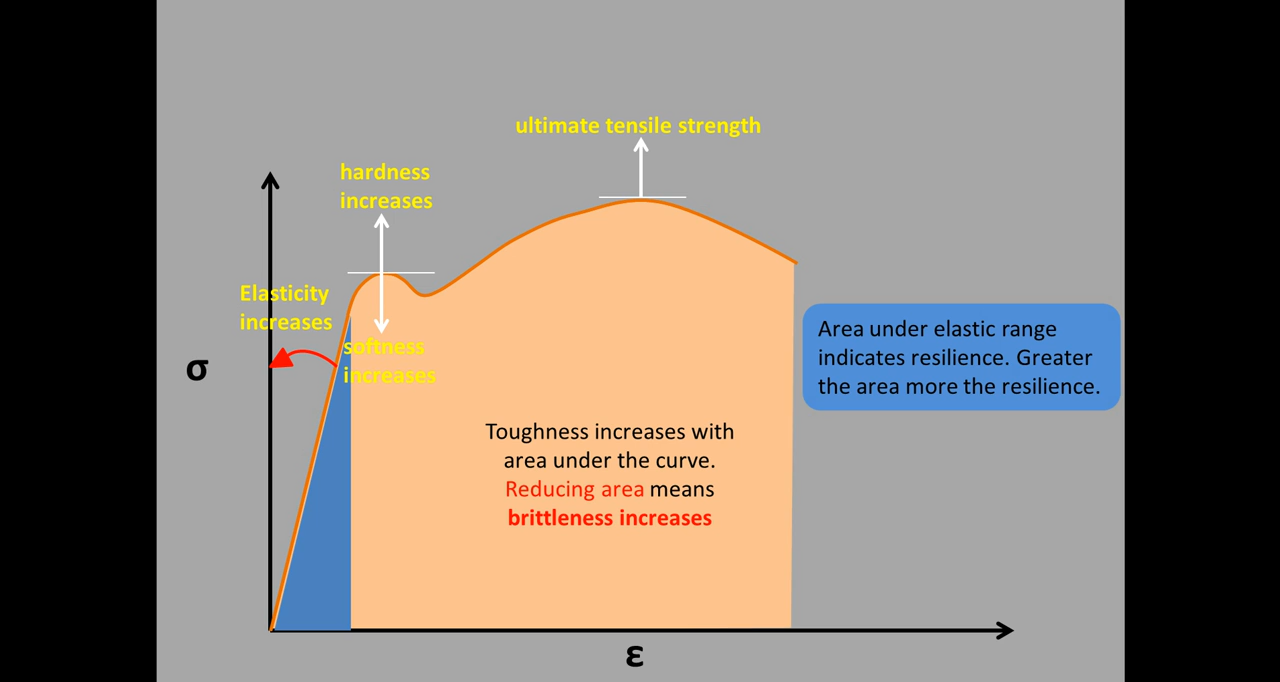 ultimate tensile strength
hardness
increases
Elasticity
increases
softness
increases
σ
Area under elastic range
indicates resilience. Greater
the area more the resilience.
Toughness increases with
area under the curve.
Reducing area means
brittleness increases
ε